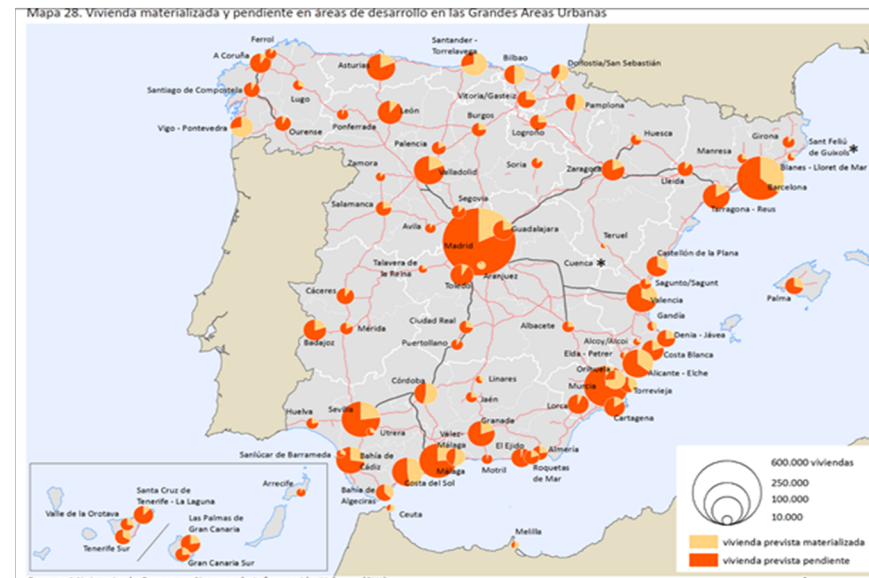 Mapa 28. Vivienda materializada y pendiente en áreas de desarrollo en las Grandes Áreas Urbanas
Ferrol
A Coruña
Santiago de Compostela
Lugo
Vigo - Pontevedra
Ourense
Ponferrada
Asturias
León
Santander -
Torrelavega
Bilbao
Donostia/San Sebastián
Vitoria/Gasteiz
Pamplona
Burgos
Logroño
Palencia
Huesca
Girona
Sant Feliú
de Guixols *
Manresa
Blanes - Lloret de Mar
Barcelona
Zamora
Valladolid
Soria
Zaragoza
Lleida
Tarragona - Reus
Salamanca
Segovia
Avila
Guadalajara
Madrid
Teruel
Cuenca *
Talavera de
la Reina
Toledo
Aranjuez
Castellón de la Plana
Sagunto/Sagunt
Valencia
Palma
Cáceres
Gandía
Ciudad Real
Albacete
Denia - Jávea
Badajoz
Mérida
Puertollano
Alcoy/Alcoi
Costa Blanca
Elda - Petrer
Alicante - Elche
Orihuela
Murcia
Torrevieja
Córdoba
Linares
Jaén
Lorca
Cartagena
Huelva
Sevilla
Utrera
Granada
Vélez-
Málaga
El Ejido
Almería
Sanlúcar de Barrameda
Bahía de
Cádiz
Málaga
Costa del Sol
Motril
Roquetas
de Mar
Bahía de
Algeciras
Ceuta
Melilla
Arrecife
Santa Cruz de
Tenerife - La Laguna
Valle de la Orotava
Las Palmas de
Gran Canaria
Tenerife Sur
Gran Canaria Sur
600.000 viviendas
250.000
100.000
10.000
vivienda prevista materializada
vivienda prevista pendiente